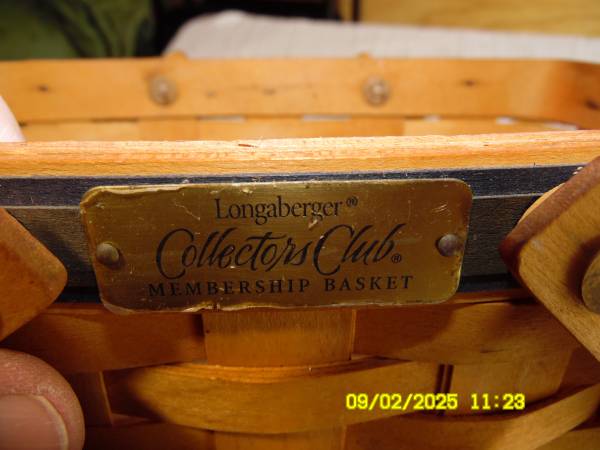 Longaberger®
Collectors Club®
MEMBERSHIP BASKET
09/02/2025 11:23